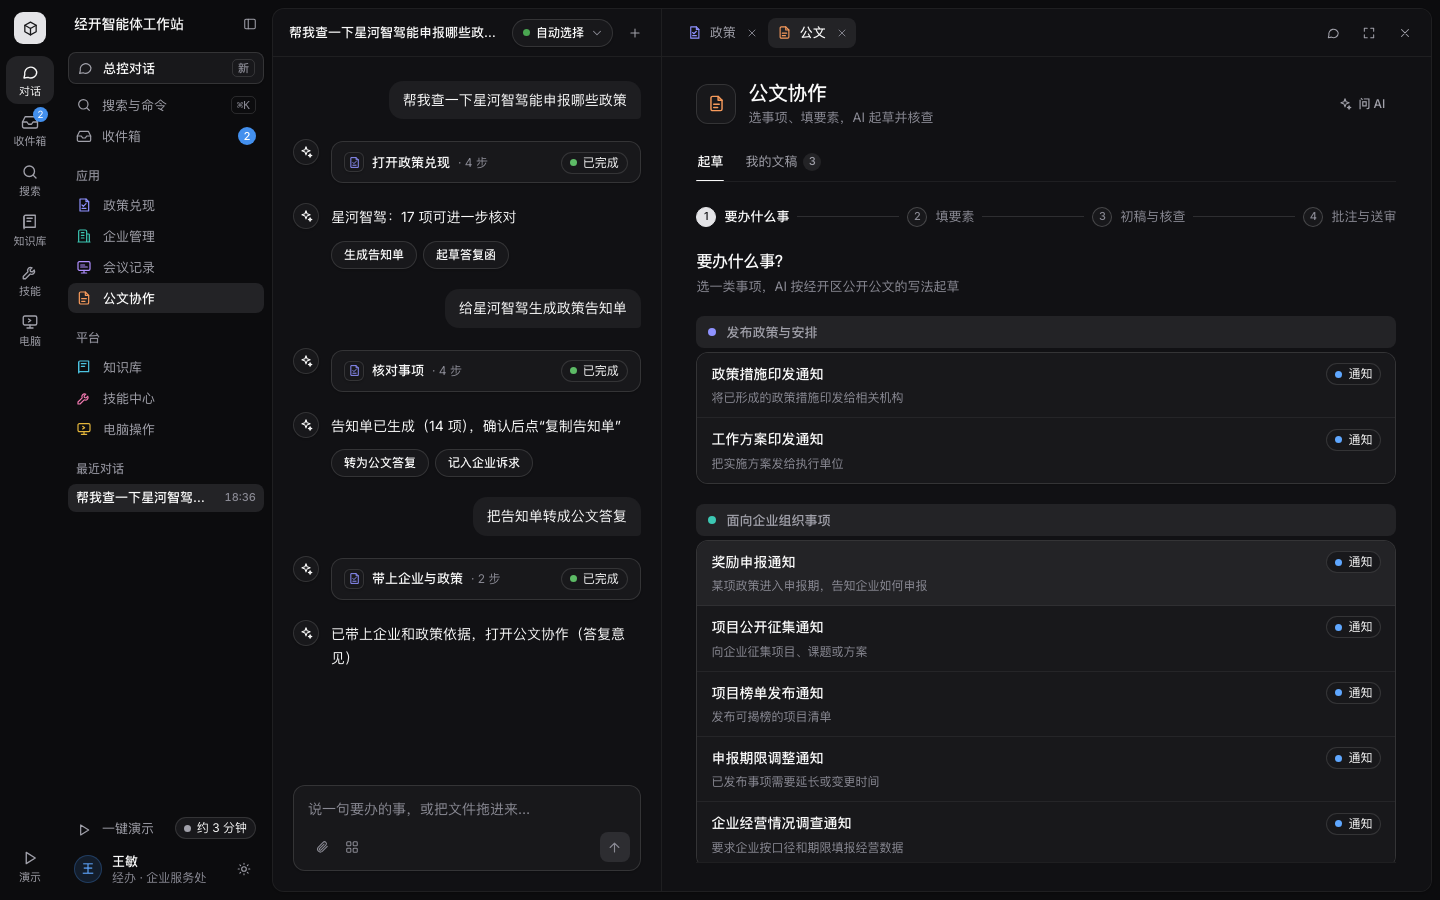 对话
2
收件箱
搜索
知识库
技能
电脑
演示
经开智能体工作站
总控对话 新
搜索与命令 ⌘K
收件箱 2
应用
政策兑现
企业管理
会议记录
公文协作
平台
知识库
技能中心
电脑操作
最近对话
帮我查一下星河智驾... 18:36
一键演示 约 3 分钟
王 王敏
经办 · 企业服务处
帮我查一下星河智驾能申报哪些政... 自动选择
帮我查一下星河智驾能申报哪些政策
打开政策兑现 · 4 步 已完成
星河智驾：17 项可进一步核对
生成告知单 起草答复函
给星河智驾生成政策告知单
核对事项 · 4 步 已完成
告知单已生成（14 项），确认后点“复制告知单”
转为公文答复 记入企业诉求
把告知单转成公文答复
带上企业与政策 · 2 步 已完成
已带上企业和政策依据，打开公文协作（答复意
见）
说一句要办的事，或把文件拖进来...
政策 公文
公文协作
选事项、填要素，AI 起草并核查
问 AI
起草 我的文稿 3
1 要办什么事 2 填要素 3 初稿与核查 4 批注与送审
要办什么事?
选一类事项，AI 按经开区公开公文的写法起草
发布政策与安排
政策措施印发通知 通知
将已形成的政策措施印发给相关机构
工作方案印发通知 通知
把实施方案发给执行单位
面向企业组织事项
奖励申报通知 通知
某项政策进入申报期，告知企业如何申报
项目公开征集通知 通知
向企业征集项目、课题或方案
项目榜单发布通知 通知
发布可揭榜的项目清单
申报期限调整通知 通知
已发布事项需要延长或变更时间
企业经营情况调查通知 通知
要求企业按口径和期限填报经营数据